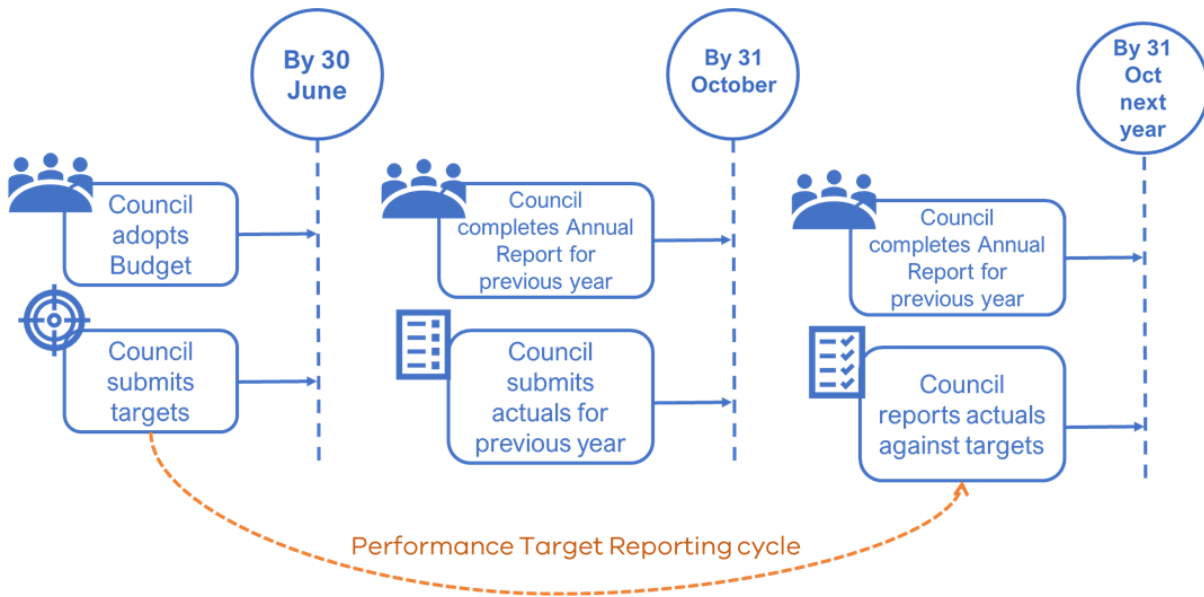 By 30
June
By 31
October
By 31
Oct
next
year
Council
adopts
Budget
Council
completes Annual
Report for
previous year
Council
completes Annual
Report for
previous year
Council
submits
targets
Council
submits
actuals for
previous year
Council
reports actuals
against targets
Performance Target Reporting cycle